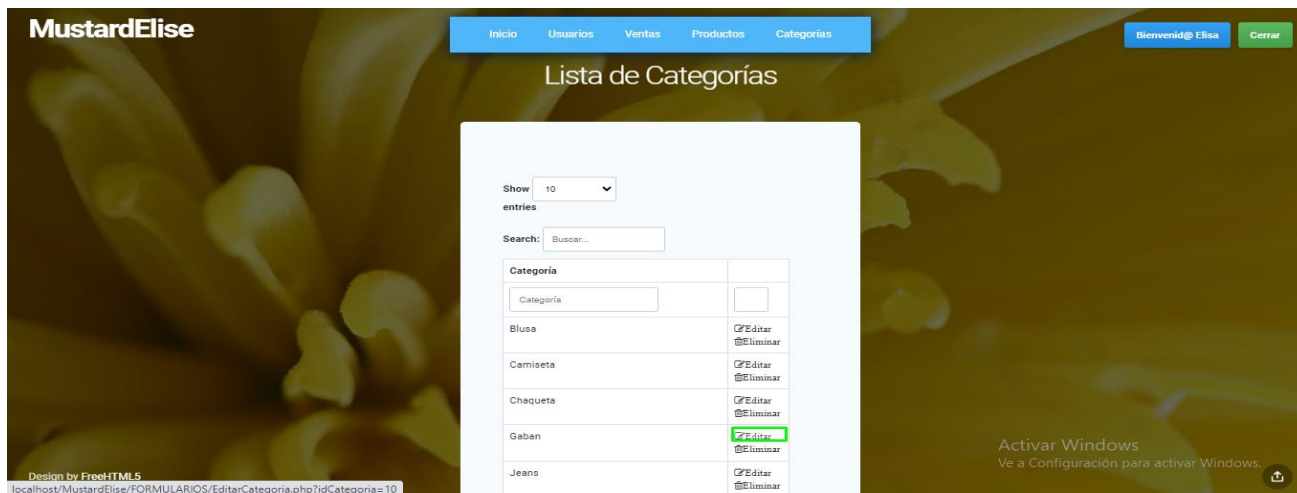 MustardElise
Inicio Usuarios Ventas Productos Categorías
Bienvenid@ Elisa Cerrar
Lista de Categorías
Show 10
entries
Search: Buscar...
Categoría
Categoría
Blusa Editar
Eliminar
Camiseta Editar
Eliminar
Chaqueta Editar
Eliminar
Gaban Editar
Eliminar
Jeans Editar
Eliminar
Activar Windows
Ve a Configuración para activar Windows.
Design by FreeHTML5
localhost/MustardElise/FORMULARIOS/EditarCategoria.php?idCategoria=10